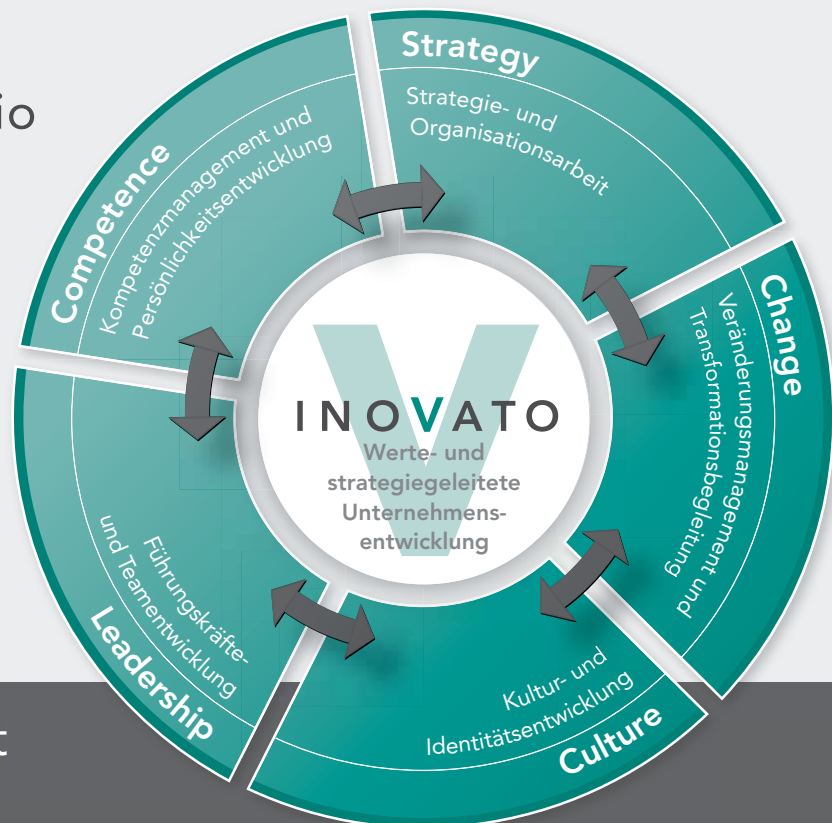 io
Strategy
Strategie- und
Organisationsarbeit
Change
Veränderungsmanagement und
Transformationsbegleitung
Culture
Kultur- und
Identitätsentwicklung
Leadership
Führungskräfte-
und Teamentwicklung
Competence
Kompetenzmanagement und
Persönlichkeitsentwicklung
INOVATO
Werte- und
strategiegeleitete
Unternehmens-
entwicklung
t